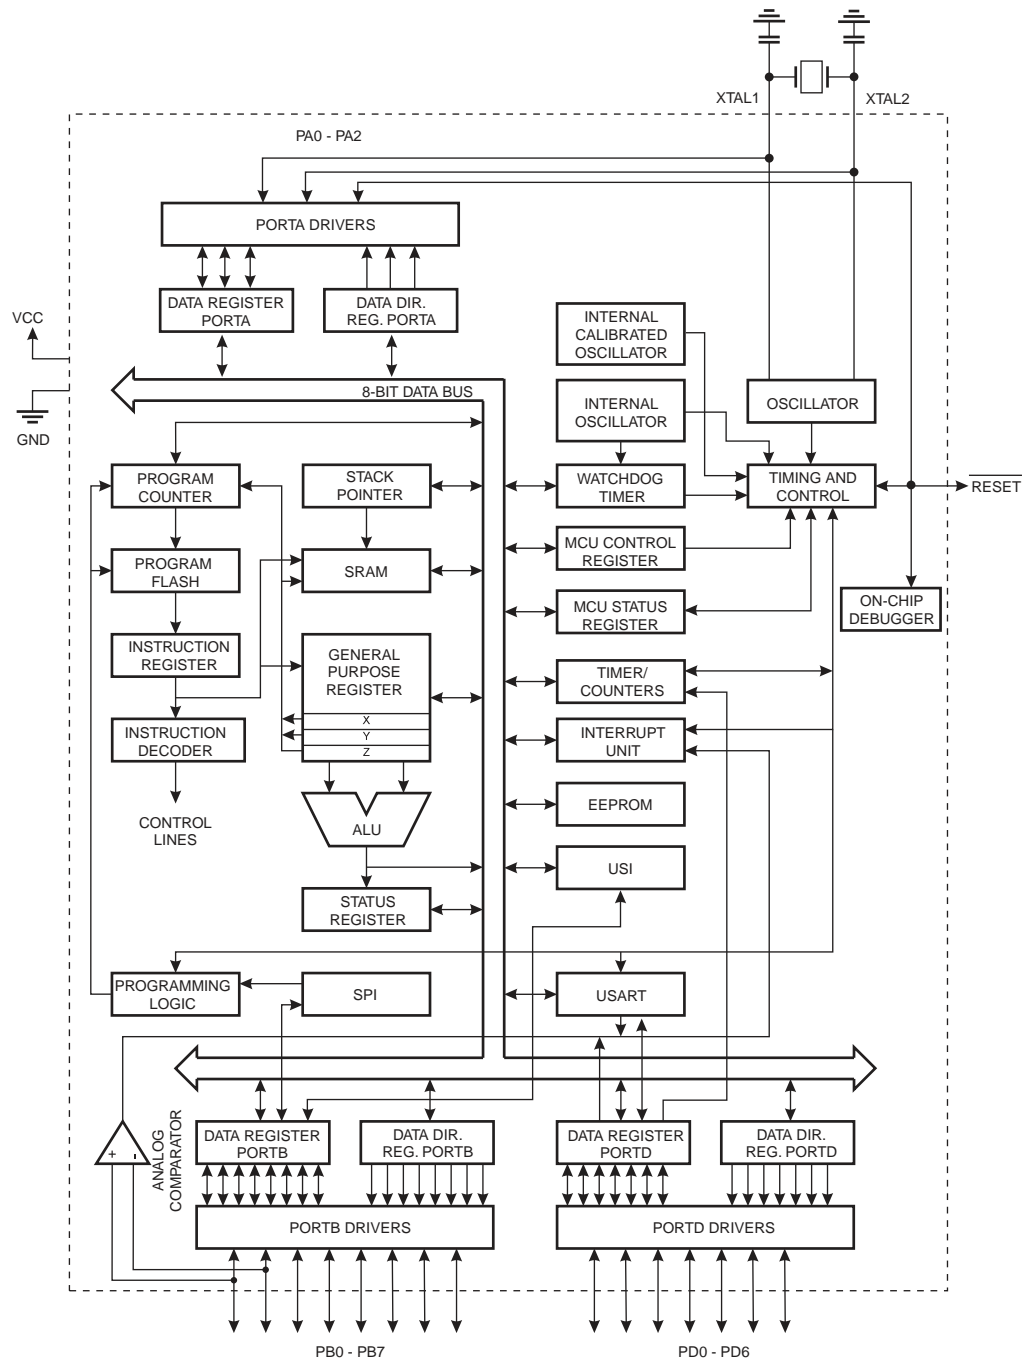 XTAL1
XTAL2
PA0 - PA2
PORTA DRIVERS
DATA REGISTER
PORTA
DATA DIR.
REG. PORTA
VCC
GND
8-BIT DATA BUS
INTERNAL
CALIBRATED
OSCILLATOR
INTERNAL
OSCILLATOR
OSCILLATOR
PROGRAM
COUNTER
STACK
POINTER
WATCHDOG
TIMER
TIMING AND
CONTROL
RESET
PROGRAM
FLASH
SRAM
MCU CONTROL
REGISTER
MCU STATUS
REGISTER
ON-CHIP
DEBUGGER
INSTRUCTION
REGISTER
GENERAL
PURPOSE
REGISTER
X
Y
Z
TIMER/
COUNTERS
INSTRUCTION
DECODER
INTERRUPT
UNIT
CONTROL
LINES
ALU
EEPROM
USI
STATUS
REGISTER
PROGRAMMING
LOGIC
SPI
USART
ANALOG
COMPARATOR
+
-
DATA REGISTER
PORTB
DATA DIR.
REG. PORTB
DATA REGISTER
PORTD
DATA DIR.
REG. PORTD
PORTB DRIVERS
PORTD DRIVERS
PB0 - PB7
PD0 - PD6